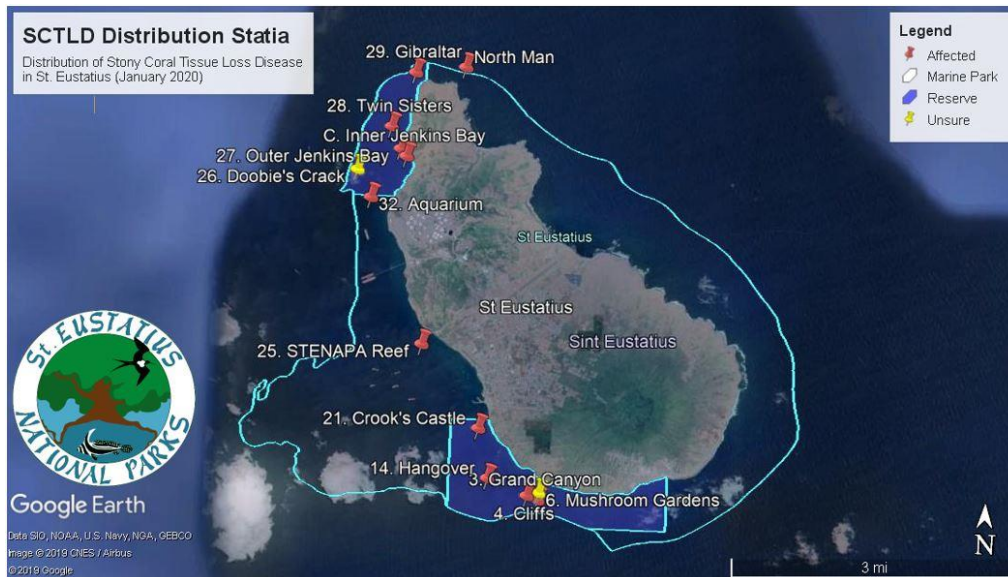 SCTLD Distribution Statia
Distribution of Stony Coral Tissue Loss Disease
in St. Eustatius (January 2020)
Legend
Affected
Marine Park
Reserve
Unsure
29. Gibraltar
North Man
28. Twin Sisters
C. Inner Jenkins Bay
27. Outer Jenkins Bay
26. Doobie's Crack
32. Aquarium
St Eustatius
St Eustatius
Sint Eustatius
25. STENAPA Reef
21. Crook's Castle
14. Hangover
3. Grand Canyon
6. Mushroom Gardens
4. Cliffs
St. EUSTATIUS
NATIONAL PARKS
Google Earth
Data SIO, NOAA, U.S. Navy, NGA, GEBCO
Image © 2019 CNES / Airbus
© 2019 Google
N
3 mi